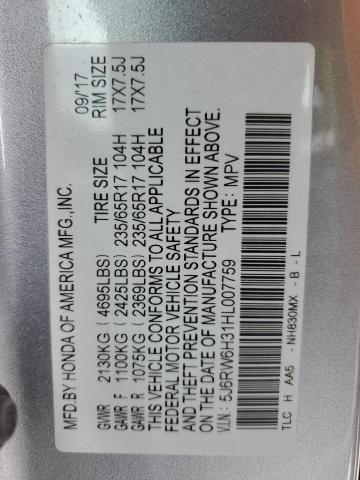 MFD.BY HONDA OF AMERICA MFG.,INC. 09/'17
TIRE SIZE RIM SIZE
GVWR 2130KG (4695LBS)
GAWR F 1100KG (2425LBS) 235/65R17 104H 17X7.5J
GAWR R 1075KG (2369LBS) 235/65R17 104H 17X7.5J
THIS VEHICLE CONFORMS TO ALL APPLICABLE
FEDERAL MOTOR VEHICLE SAFETY
AND THEFT PREVENTION STANDARDS IN EFFECT
ON THE DATE OF MANUFACTURE SHOWN ABOVE.
V.I.N: 5J6RW6H31HL007759 TYPE: MPV
TLC H AA5 - NH830MX - B - L